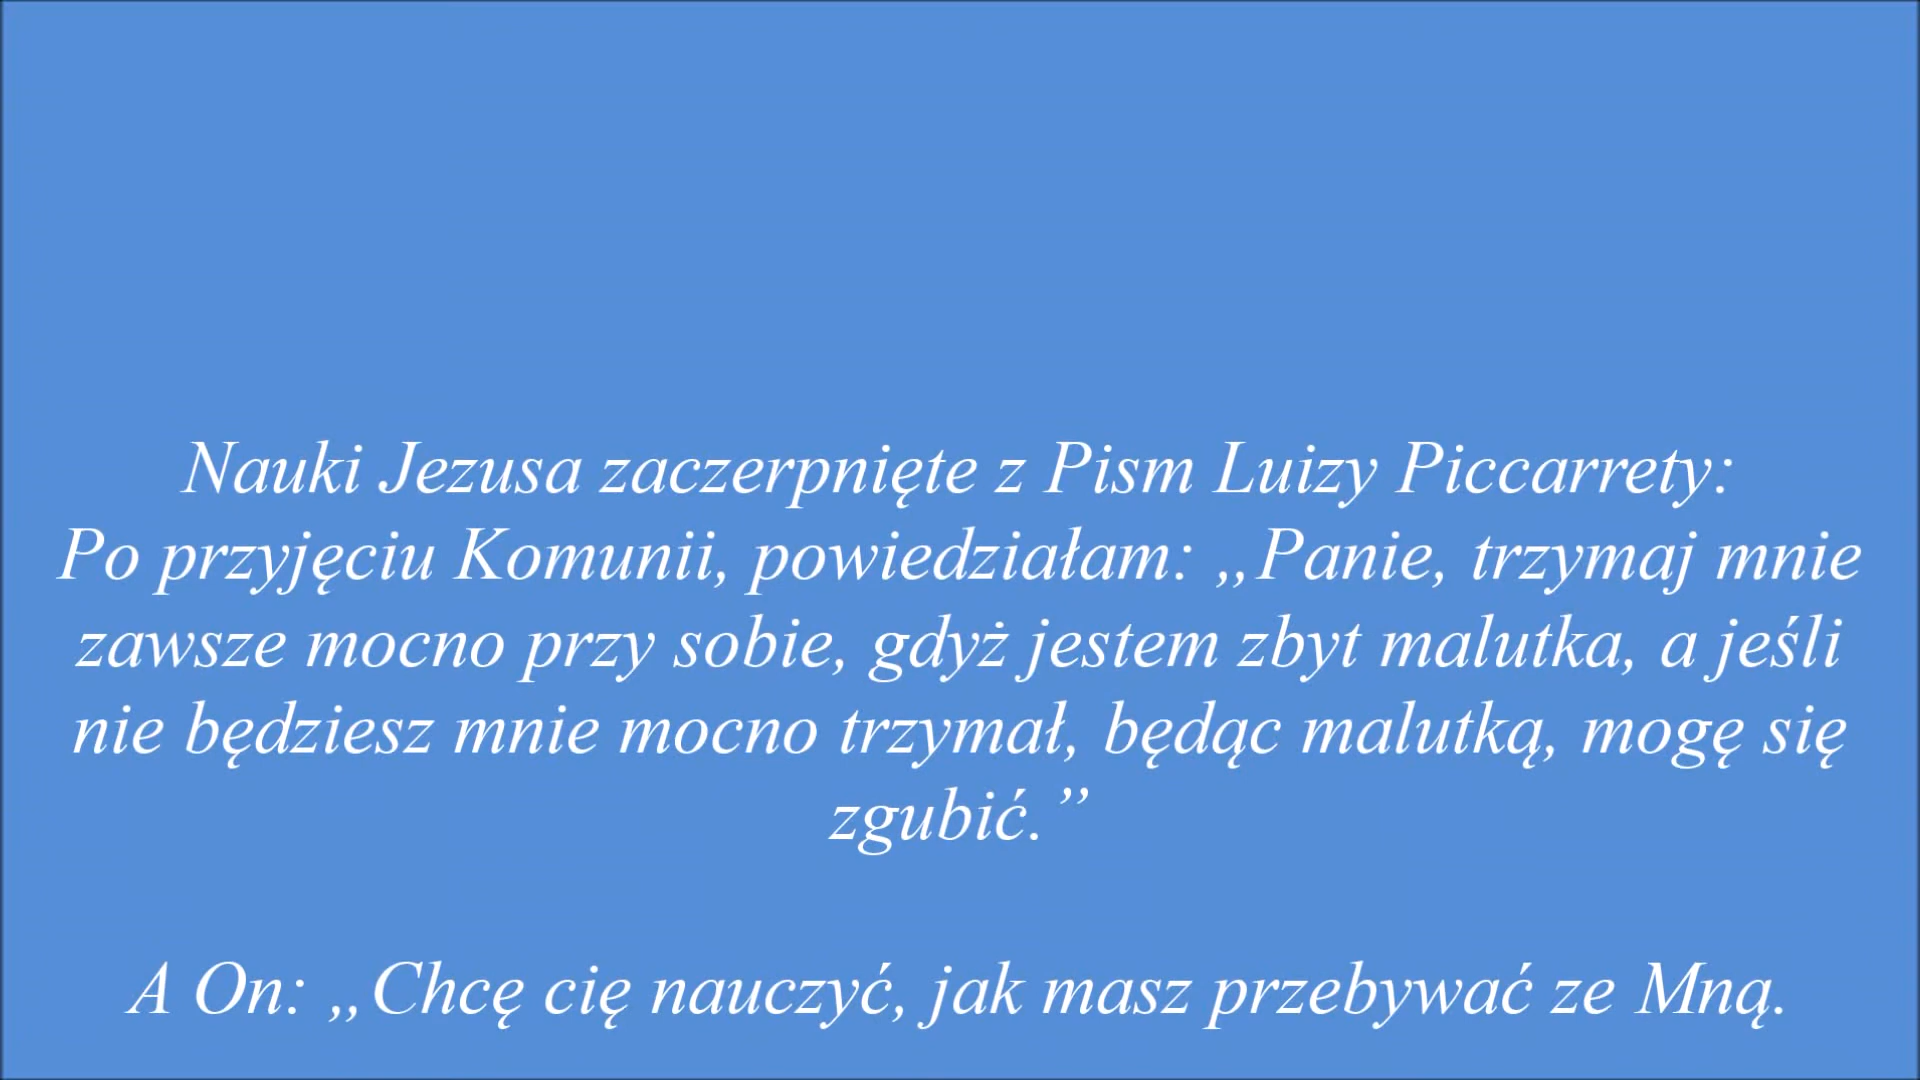 Nauki Jezusa zaczerpnięte z Pism Luizy Piccarrety:
Po przyjęciu Komunii, powiedziałam: „Panie, trzymaj mnie
zawsze mocno przy sobie, gdyż jestem zbyt malutka, a jeśli
nie będziesz mnie mocno trzymał, będąc malutką, mogę się
zgubić.”
A On: „Chcę cię nauczyć, jak masz przebywać ze Mną.